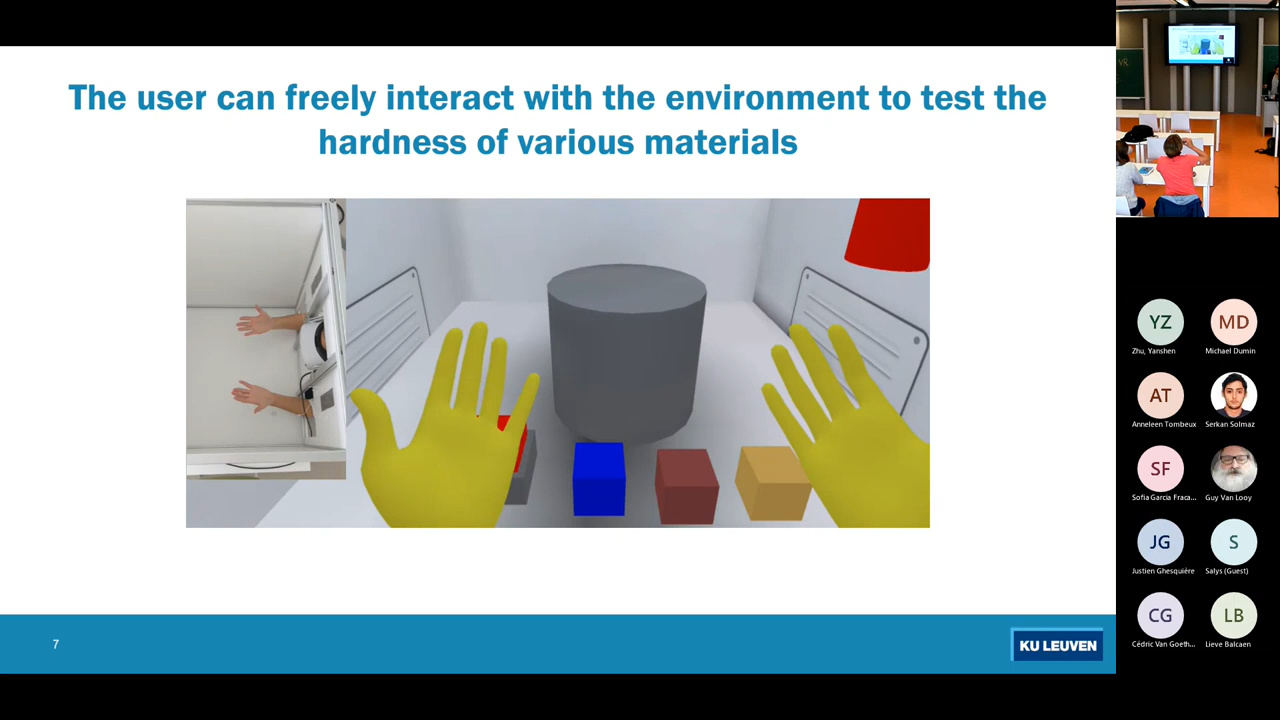 The user can freely interact with the environment to test the
hardness of various materials
7
KU LEUVEN
VR
YZ
MD
Zhu, Yanshen
Michael Dumin
AT
Anneleen Tombeux
Serkan Solmaz
SF
Sofia Garcia Fraca...
Guy Van Looy
JG
S
Justien Ghesquière
Salys (Guest)
CG
LB
Cédric Van Goeth...
Lieve Balcaen